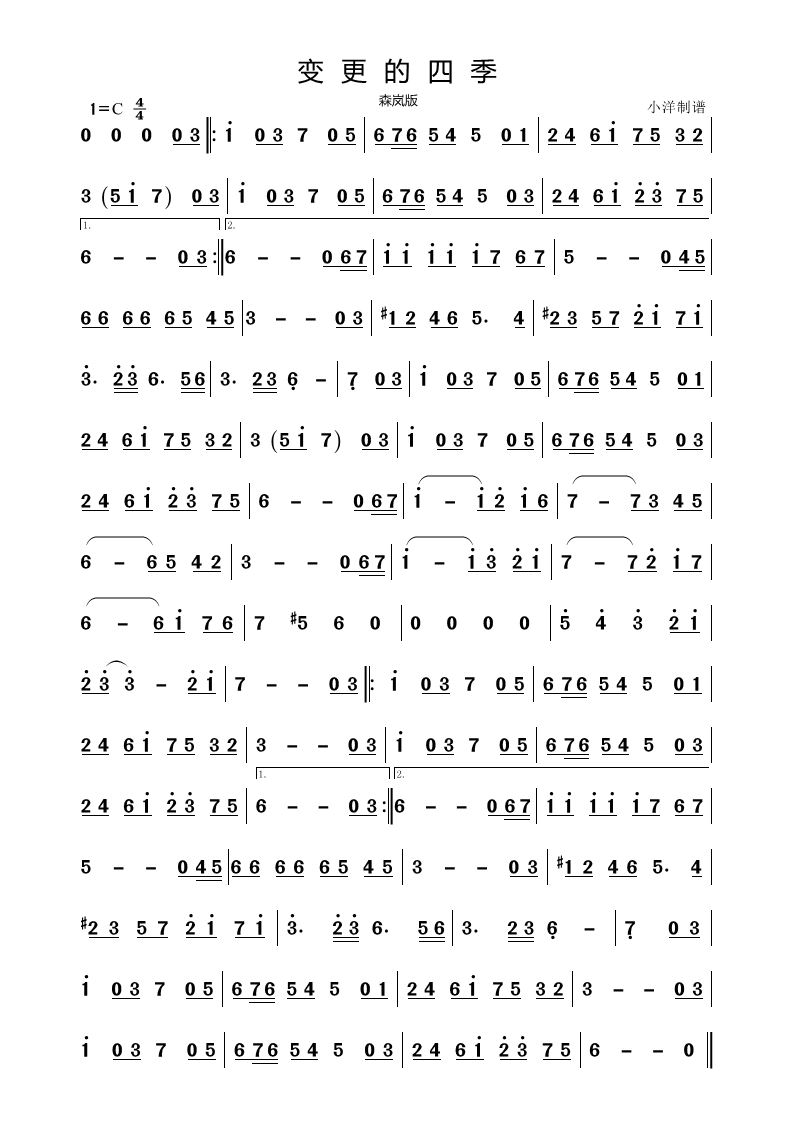 变更的四季
森岚版
1=C 4/4
小洋制谱
0 0 0 0 3 ‖: i 0 3 7 0 5 | 6 7 6 5 4 5 0 1 | 2 4 6 i 7 5 3 2 |
3 ( 5 i 7 ) 0 3 | i 0 3 7 0 5 | 6 7 6 5 4 5 0 3 | 2 4 6 i 2̇ 3̇ 7 5 |
1. 2.
6 – – 0 3 :‖ 6 – – 0 6 7 | i i i i i 7 6 7 | 5 – – 0 4 5 |
6 6 6 6 6 5 4 5 | 3 – – 0 3 | #1 2 4 6 5. 4 | #2 3 5 7 2̇ i 7 i |
3̇. 2̇ 3̇ 6. 5 6 | 3. 2 3 6̣ – | 7̣ 0 3 | i 0 3 7 0 5 | 6 7 6 5 4 5 0 1 |
2 4 6 i 7 5 3 2 | 3 ( 5 i 7 ) 0 3 | i 0 3 7 0 5 | 6 7 6 5 4 5 0 3 |
2 4 6 i 2̇ 3̇ 7 5 | 6 – – 0 6 7 | i – i 2̇ i 6 | 7 – 7 3 4 5 |
6 – 6 5 4 2 | 3 – – 0 6 7 | i – i 3̇ 2̇ i | 7 – 7 2̇ i 7 |
6 – 6 i 7 6 | 7 #5 6 0 | 0 0 0 0 | 5̇ 4̇ 3̇ 2̇ i |
2̇ 3̇ 3̇ – 2̇ i | 7 – – 0 3 ‖: i 0 3 7 0 5 | 6 7 6 5 4 5 0 1 |
2 4 6 i 7 5 3 2 | 3 – – 0 3 | i 0 3 7 0 5 | 6 7 6 5 4 5 0 3 |
1. 2.
2 4 6 i 2̇ 3̇ 7 5 | 6 – – 0 3 :‖ 6 – – 0 6 7 | i i i i i 7 6 7 |
5 – – 0 4 5 | 6 6 6 6 6 5 4 5 | 3 – – 0 3 | #1 2 4 6 5. 4 |
#2 3 5 7 2̇ i 7 i | 3̇. 2̇ 3̇ 6. 5 6 | 3. 2 3 6̣ – | 7̣ 0 3 |
i 0 3 7 0 5 | 6 7 6 5 4 5 0 1 | 2 4 6 i 7 5 3 2 | 3 – – 0 3 |
i 0 3 7 0 5 | 6 7 6 5 4 5 0 3 | 2 4 6 i 2̇ 3̇ 7 5 | 6 – – 0 ‖